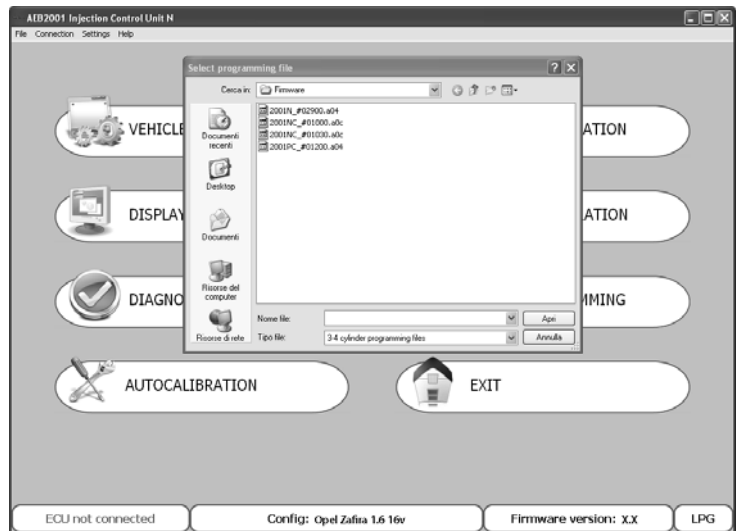 AEB2001 Injection Control Unit N
File Connection Settings Help
Select programming file
Cerca in: Firmware
2001N_#02900.a04
2001NC_#01000.a0c
2001NC_#01030.a0c
2001PC_#01200.a04
Documenti recenti
Desktop
Documenti
Risorse del computer
Risorse di rete
Nome file:
Apri
Tipo file: 3-4 cylinder programming files
Annulla
VEHICLE
ATION
DISPLAY
ATION
DIAGNO
MMING
AUTOCALIBRATION
EXIT
ECU not connected
Config: Opel Zafira 1.6 16v
Firmware version: X.X
LPG